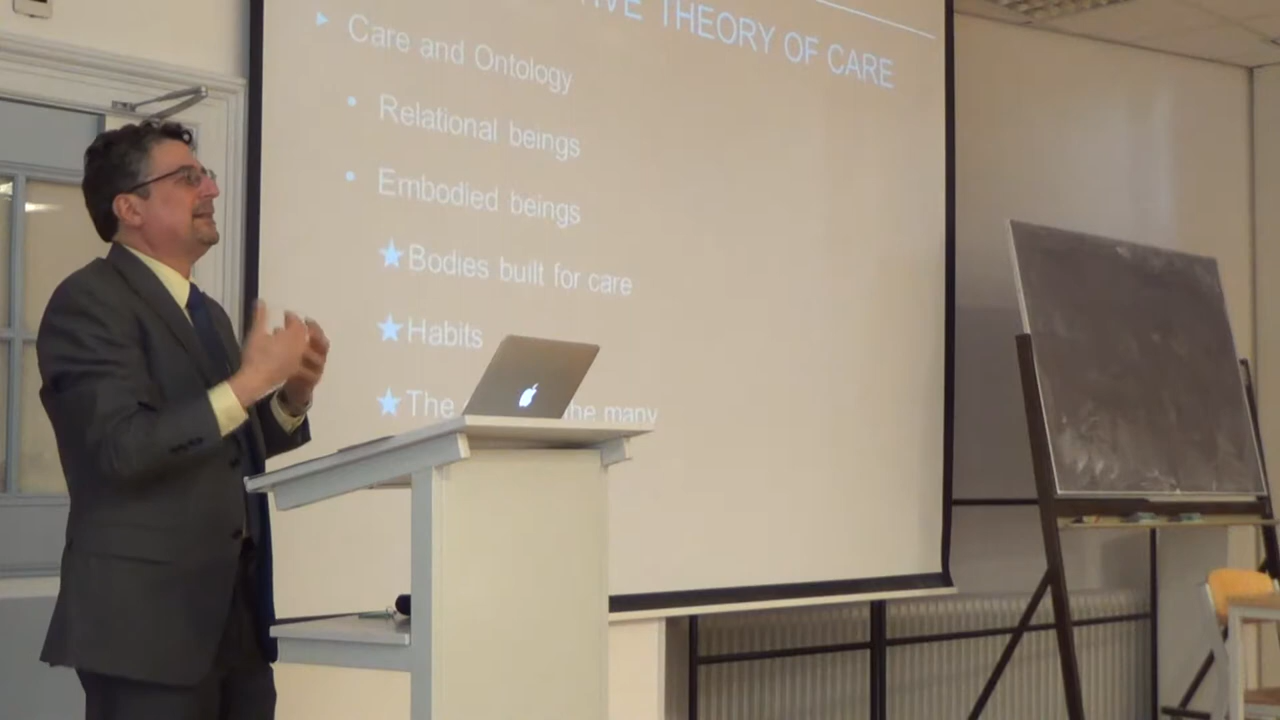 THEORY OF CARE
Care and Ontology
Relational beings
Embodied beings
Bodies built for care
Habits
The the many